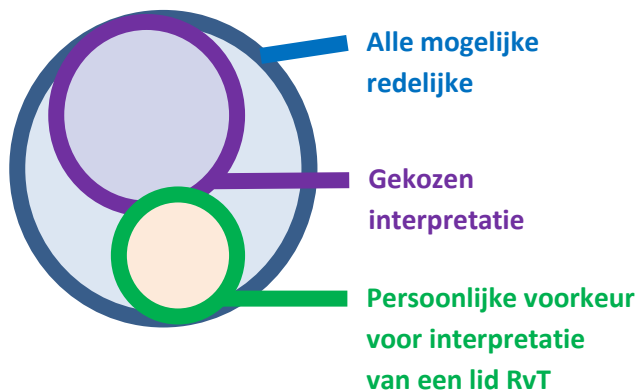 Alle mogelijke
redelijke
Gekozen
interpretatie
Persoonlijke voorkeur
voor interpretatie
van een lid RvT